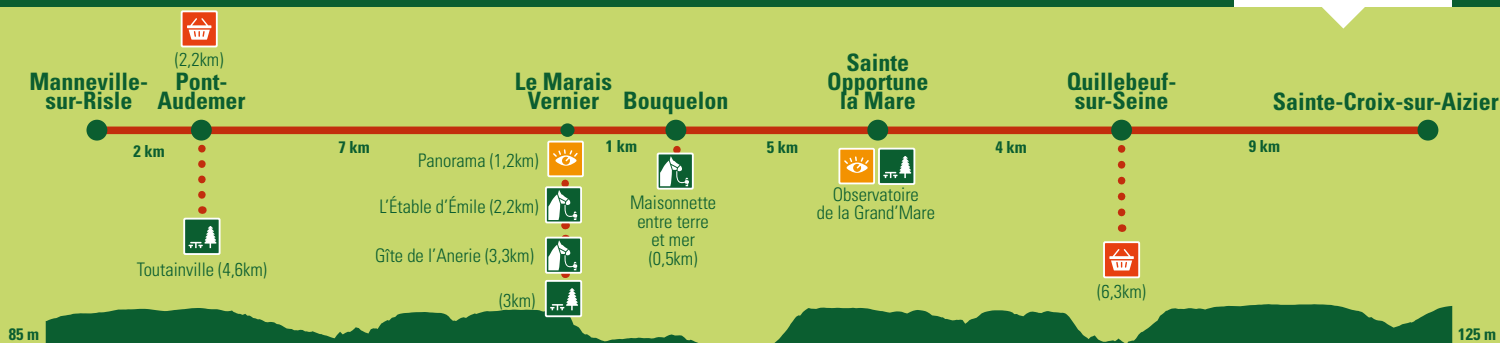 (2,2km)
Manneville-
sur-Risle
Pont-
Audemer
Le Marais
Vernier
Bouquelon
Sainte
Opportune
la Mare
Quillebeuf-
sur-Seine
Sainte-Croix-sur-Aizier
2 km
7 km
1 km
5 km
4 km
9 km
Panorama (1,2km)
L'Étable d'Émile (2,2km)
Gîte de l'Anerie (3,3km)
(3km)
Maisonnette
entre terre
et mer
(0,5km)
Observatoire
de la Grand'Mare
Toutainville (4,6km)
(6,3km)
85 m
125 m